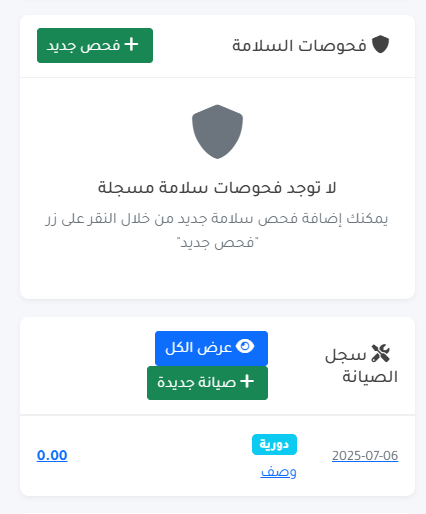 فحوصات السلامة
فحص جديد
لا توجد فحوصات سلامة مسجلة
يمكنك إضافة فحص سلامة جديد من خلال النقر على زر
"فحص جديد"
سجل
الصيانة
عرض الكل
صيانة جديدة
2025-07-06
دورية
وصف
0.00